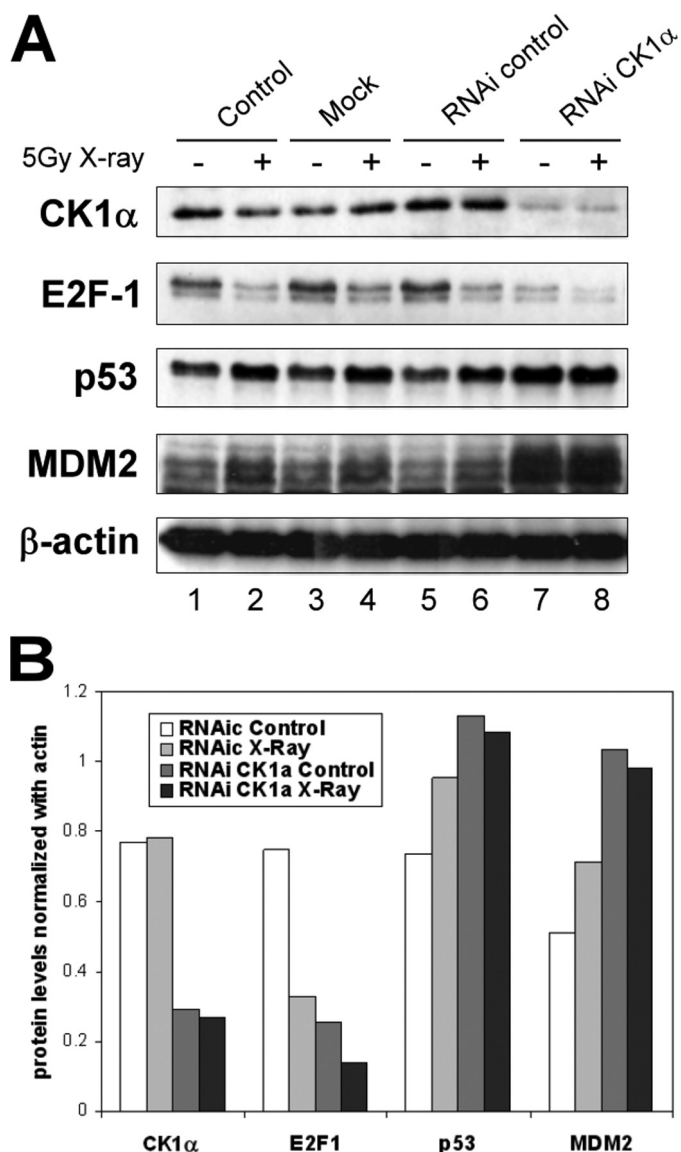 A
Control Mock RNAi control RNAi CK1α
5Gy X-ray - + - + - + - +
CK1α
E2F-1
p53
MDM2
β-actin
1 2 3 4 5 6 7 8
B
protein levels normalized with actin
1.2
1
0.8
0.6
0.4
0.2
0
RNAic Control
RNAic X-Ray
RNAi CK1a Control
RNAi CK1a X-Ray
CK1α E2F1 p53 MDM2